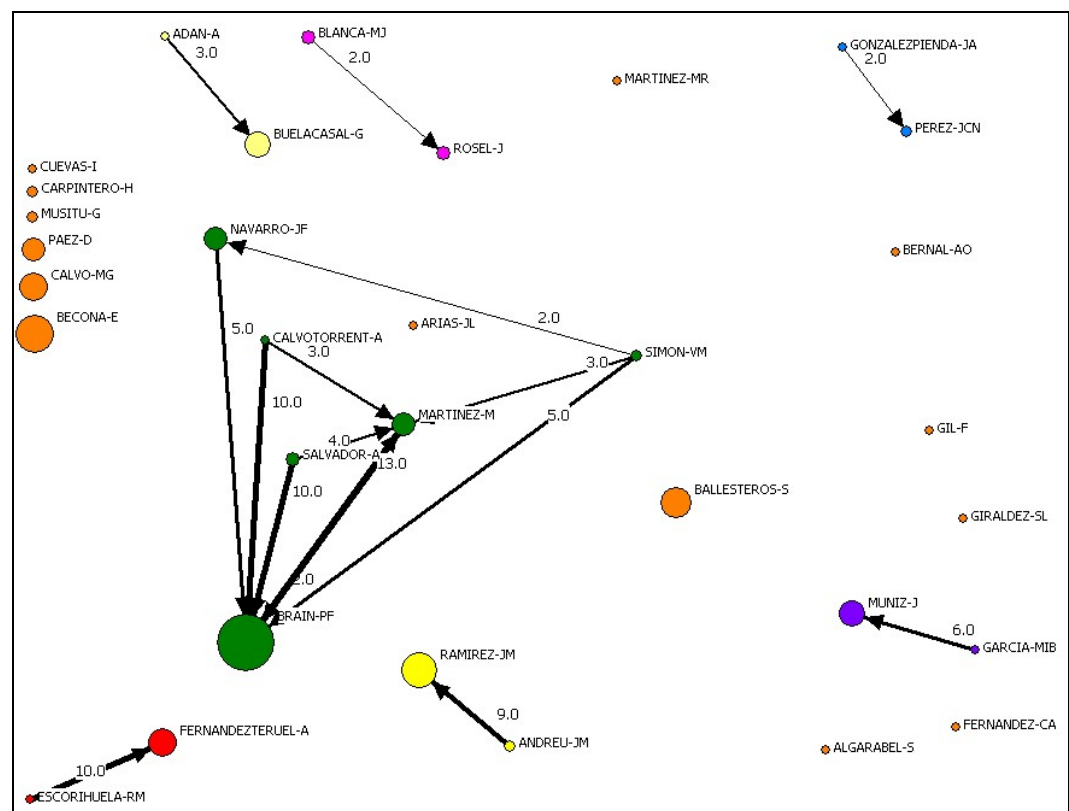 ADAN-A
3.0
BLANCA-MJ
2.0
GONZALEZPIENDA-JA
2.0
MARTINEZ-MR
BUELACASAL-G
ROSEL-J
PEREZ-JCN
CUEVAS-I
CARPINTERO-H
MUSITU-G
PAEZ-D
CALVO-MG
BECONA-E
NAVARRO-JF
BERNAL-AO
2.0
ARIAS-JL
5.0
CALVOTORRENT-A
3.0
SIMON-VM
3.0
10.0
MARTINEZ-M
5.0
GIL-F
4.0
SALVADOR-A
13.0
10.0
BALLESTEROS-S
GIRALDEZ-SL
2.0
BRAIN-PF
MUNIZ-J
6.0
GARCIA-MIB
RAMIREZ-JM
9.0
ANDREU-JM
FERNANDEZ-CA
ALGARABEL-S
FERNANDEZTERUEL-A
10.0
ESCORIHUELA-RM